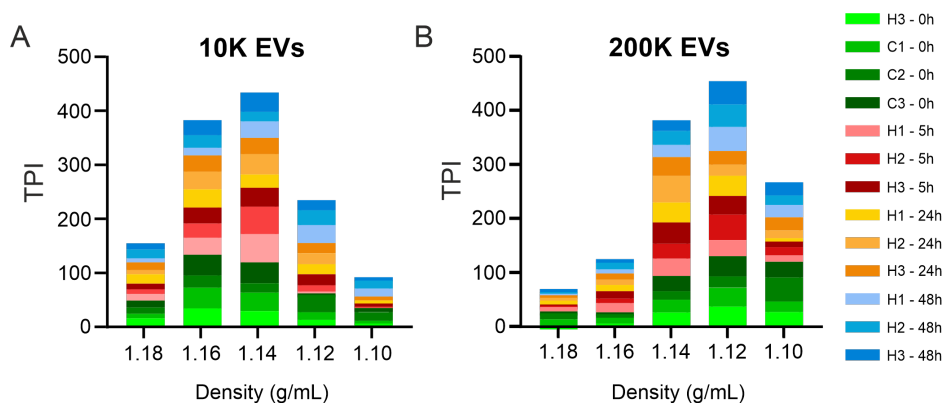 A
10K EVs
TPI
500
400
300
200
100
0
1.18 1.16 1.14 1.12 1.10
Density (g/mL)
B
200K EVs
TPI
500
400
300
200
100
0
1.18 1.16 1.14 1.12 1.10
Density (g/mL)
H3 - 0h
C1 - 0h
C2 - 0h
C3 - 0h
H1 - 5h
H2 - 5h
H3 - 5h
H1 - 24h
H2 - 24h
H3 - 24h
H1 - 48h
H2 - 48h
H3 - 48h